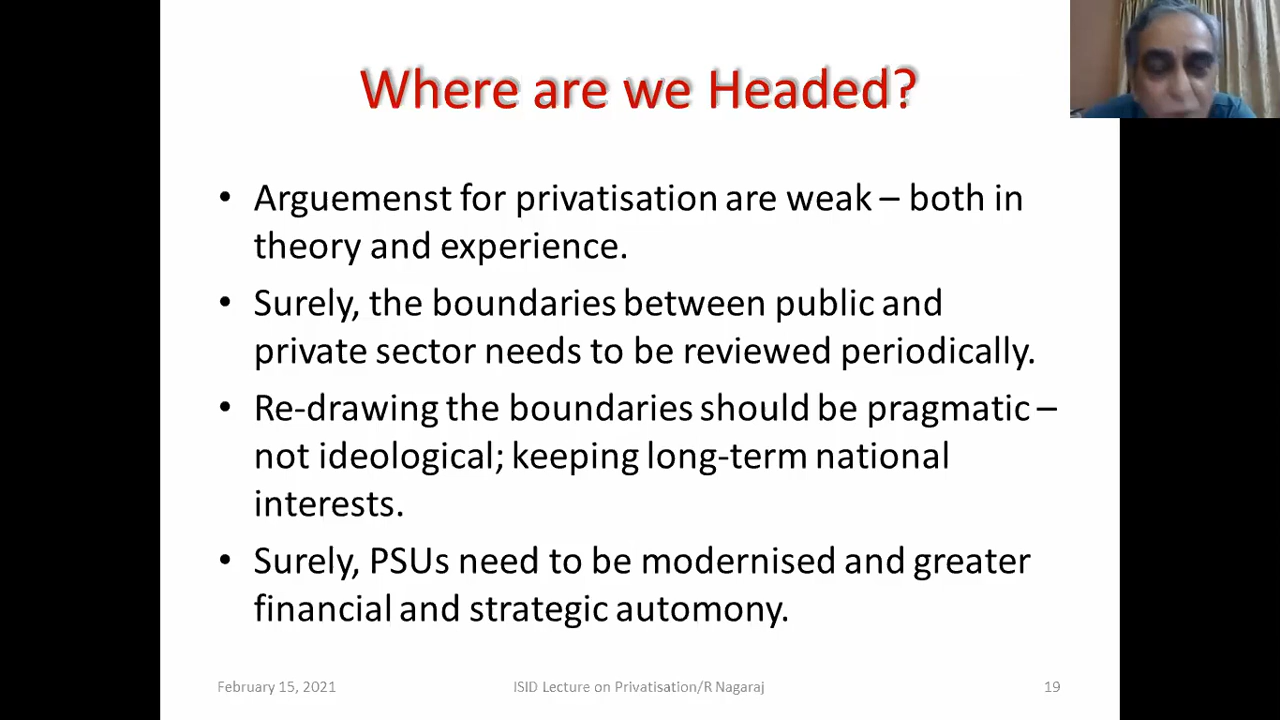 Where are we Headed?
• Arguemenst for privatisation are weak – both in
theory and experience.
• Surely, the boundaries between public and
private sector needs to be reviewed periodically.
• Re-drawing the boundaries should be pragmatic –
not ideological; keeping long-term national
interests.
• Surely, PSUs need to be modernised and greater
financial and strategic automony.
February 15, 2021
ISID Lecture on Privatisation/R Nagaraj
19